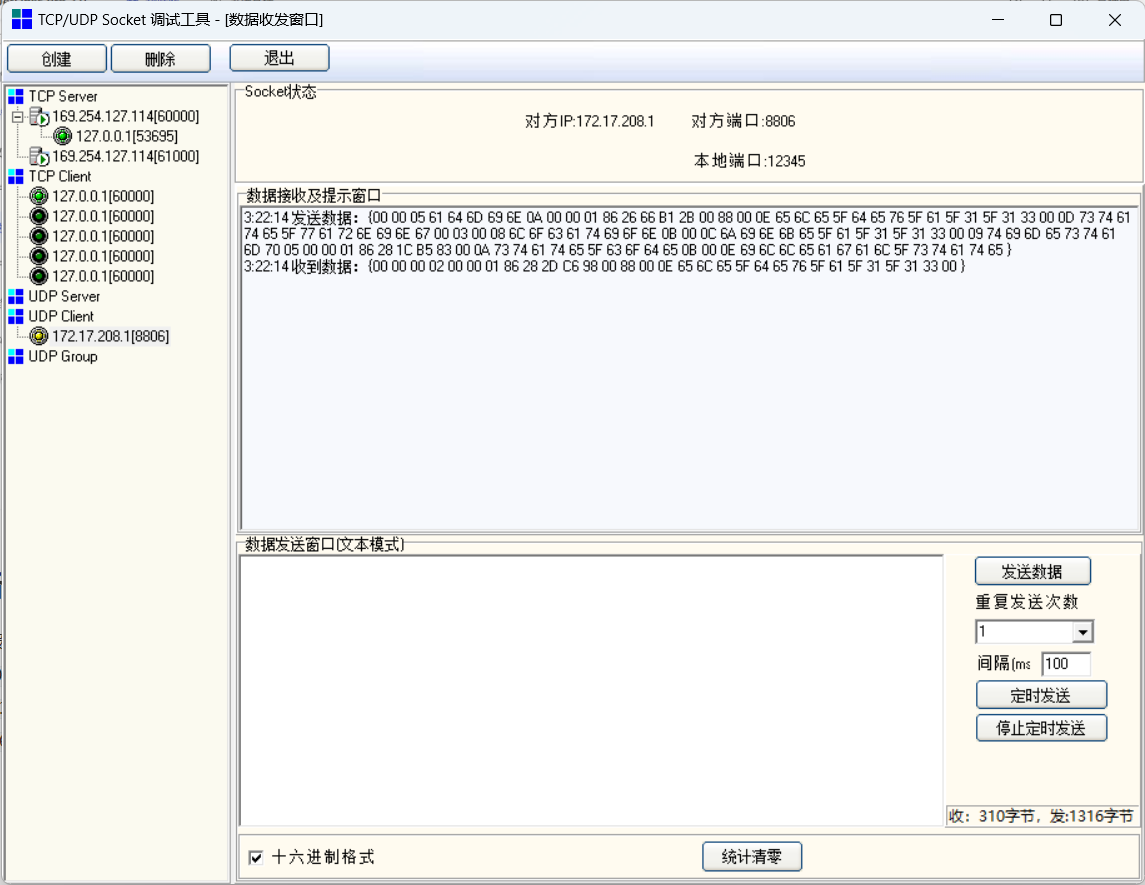 TCP/UDP Socket 调试工具 - [数据收发窗口]
创建 删除 退出
TCP Server
169.254.127.114[60000]
127.0.0.1[53695]
169.254.127.114[61000]
TCP Client
127.0.0.1[60000]
127.0.0.1[60000]
127.0.0.1[60000]
127.0.0.1[60000]
127.0.0.1[60000]
UDP Server
UDP Client
172.17.208.1[8806]
UDP Group
Socket状态
对方IP:172.17.208.1 对方端口:8806
本地端口:12345
数据接收及提示窗口
3:22:14 发送数据：{00 00 05 61 64 6D 69 6E 0A 00 00 01 86 26 66 B1 2B 00 88 00 0E 65 6C 65 5F 64 65 76 5F 61 5F 31 5F 31 33 00 0D 73 74 61
74 65 5F 77 61 72 6E 69 6E 67 00 03 00 08 6C 6F 63 61 74 69 6F 6E 0B 00 0C 6A 69 6E 6B 65 5F 61 5F 31 5F 31 33 00 09 74 69 6D 65 73 74 61
6D 70 05 00 00 01 86 28 1C B5 83 00 0A 73 74 61 74 65 5F 63 6F 64 65 0B 00 0E 69 6C 6C 65 61 67 61 6C 5F 73 74 61 74 65 }
3:22:14 收到数据：{00 00 00 02 00 00 01 86 28 2D C6 98 00 88 00 0E 65 6C 65 5F 64 65 76 5F 61 5F 31 5F 31 33 00 }
数据发送窗口(文本模式)
发送数据
重复发送次数
1
间隔(ms 100
定时发送
停止定时发送
收：310字节，发:1316字节
十六进制格式 统计清零